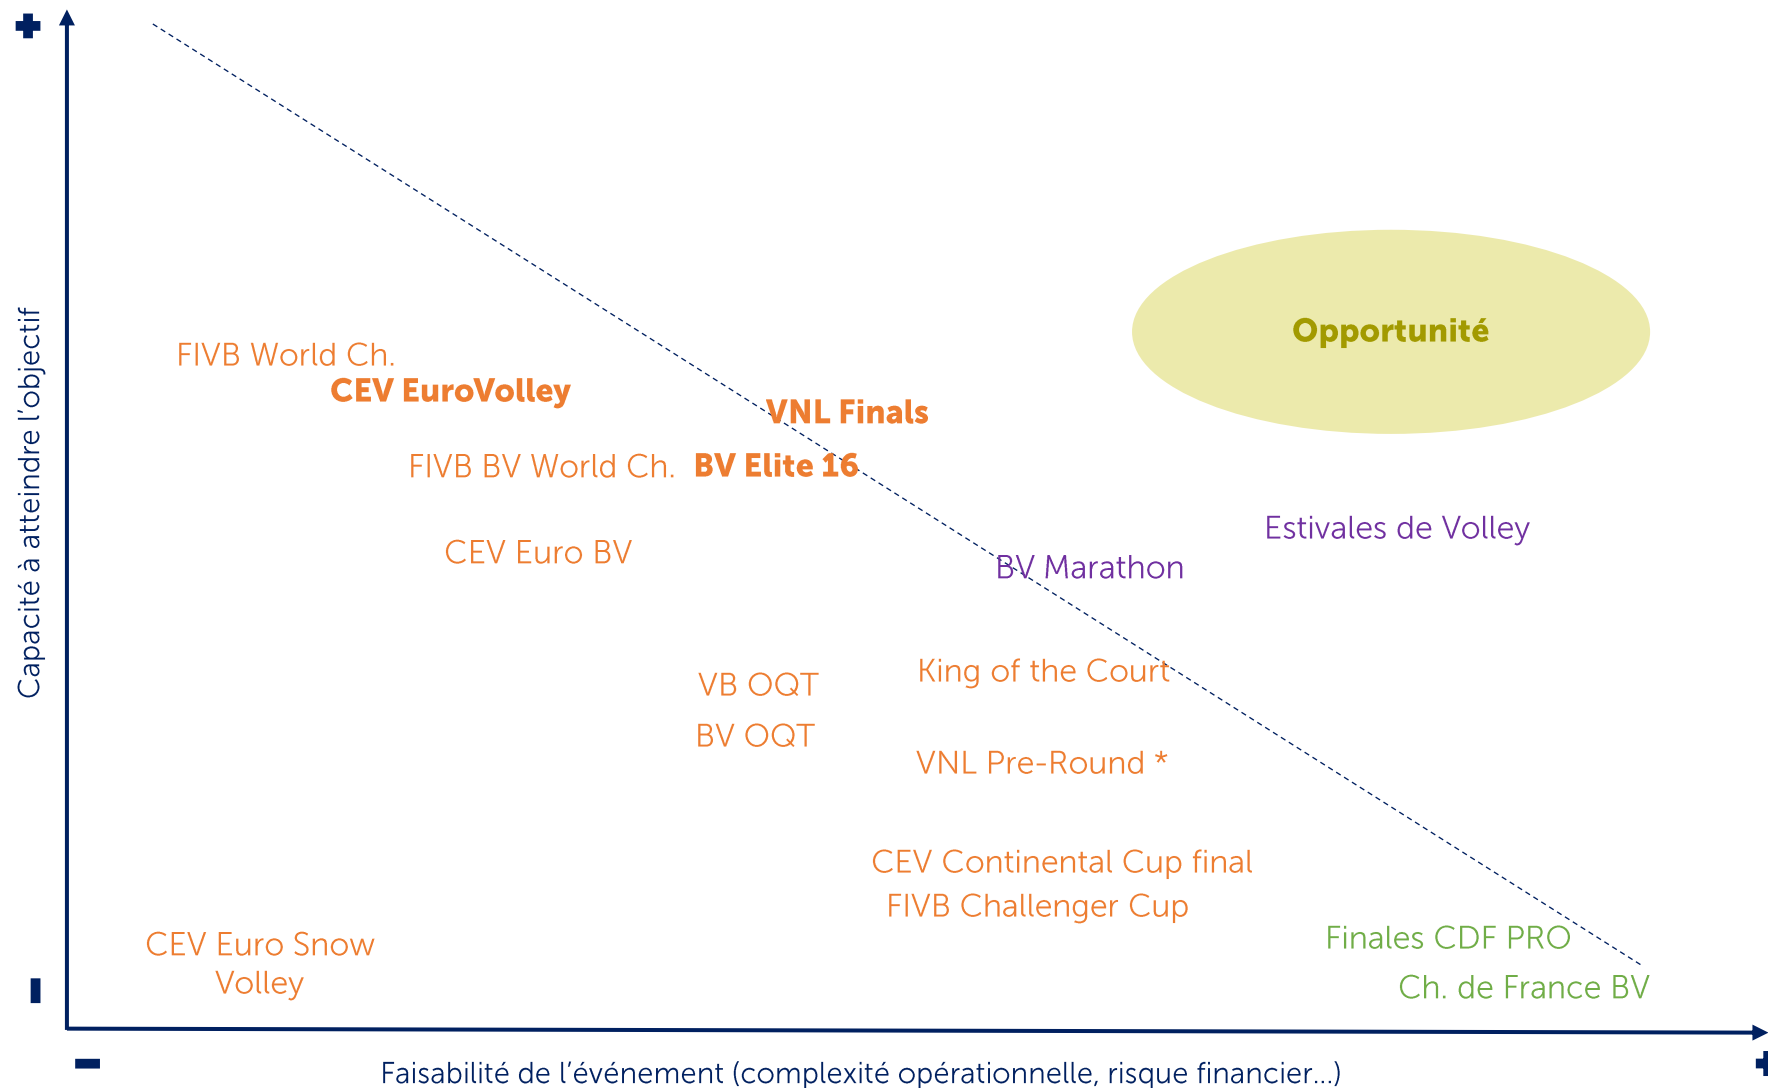 Capacité à atteindre l'objectif
Opportunité
FIVB World Ch.
CEV EuroVolley
VNL Finals
FIVB BV World Ch.
BV Elite 16
Estivales de Volley
CEV Euro BV
BV Marathon
King of the Court
VB OQT
BV OQT
VNL Pre-Round *
CEV Continental Cup final
FIVB Challenger Cup
Finales CDF PRO
CEV Euro Snow
Volley
Ch. de France BV
Faisabilité de l'événement (complexité opérationnelle, risque financier...)